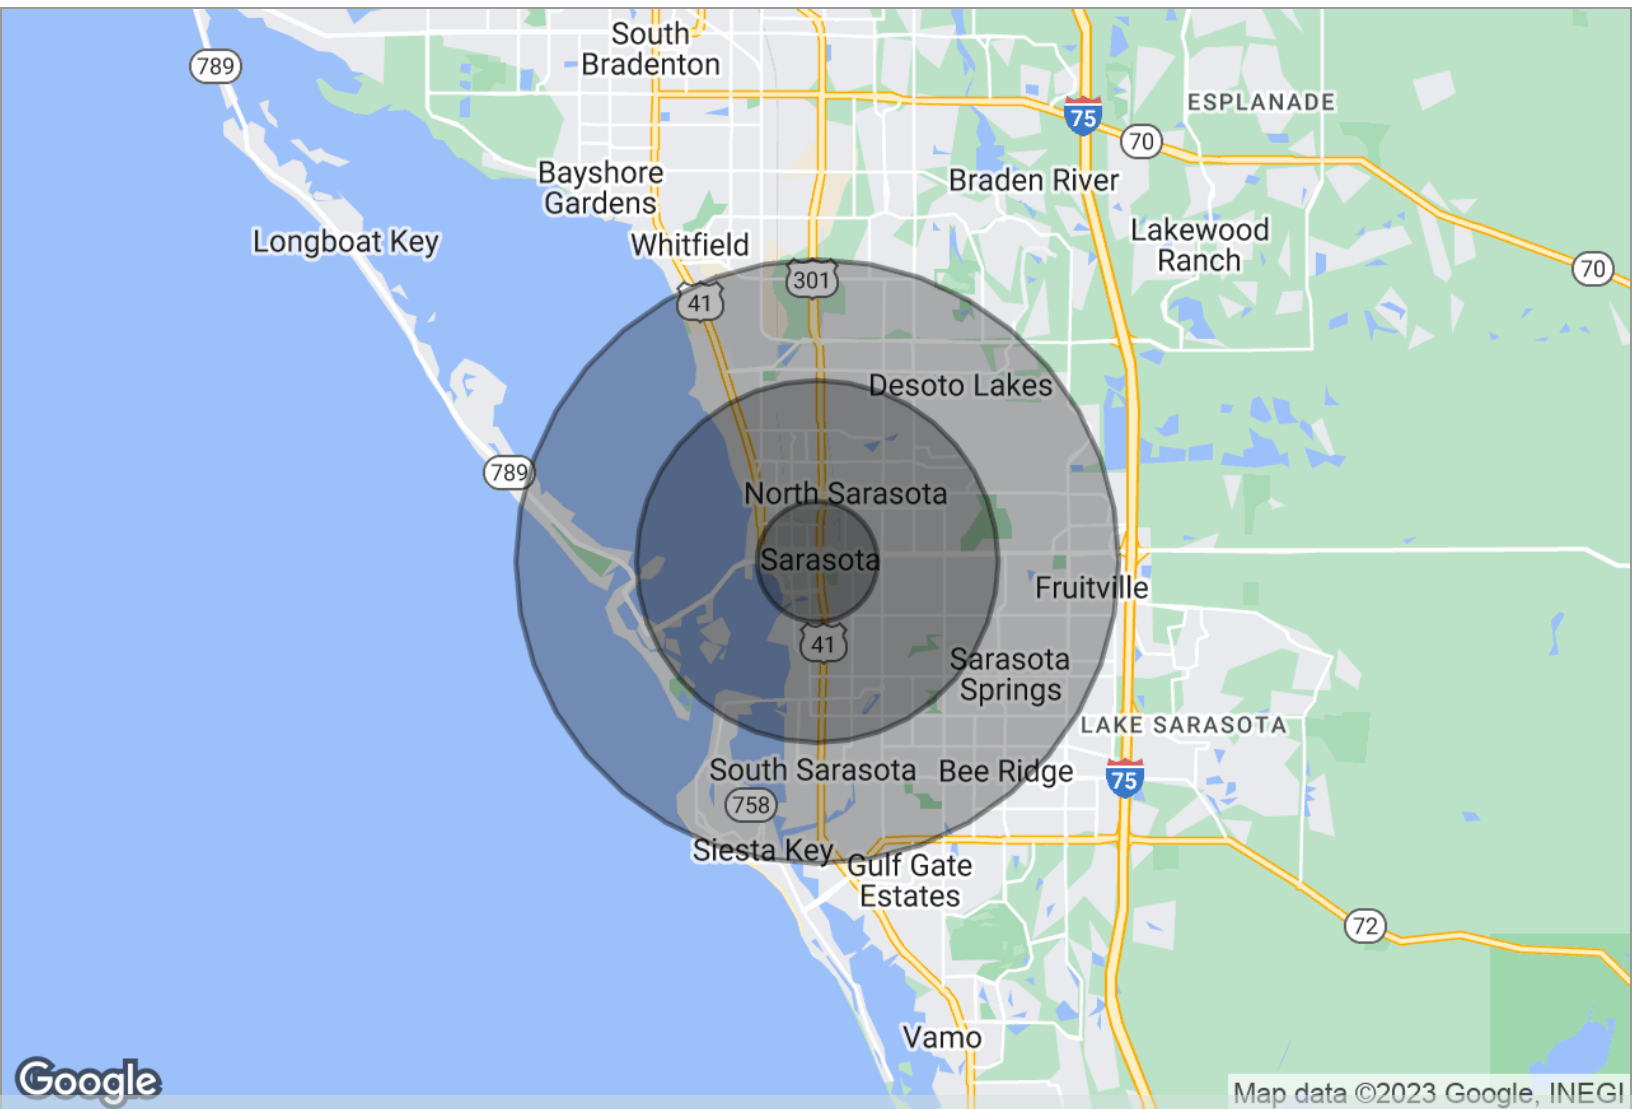 South
Bradenton
789
ESPLANADE
75
70
Bayshore
Gardens
Braden River
Longboat Key
Whitfield
Lakewood
Ranch
70
301
41
Desoto Lakes
789
North Sarasota
Sarasota
Fruitville
41
Sarasota
Springs
LAKE SARASOTA
South Sarasota
Bee Ridge
75
758
Siesta Key
Gulf Gate
Estates
72
Vamo
Google
Map data ©2023 Google, INEGI